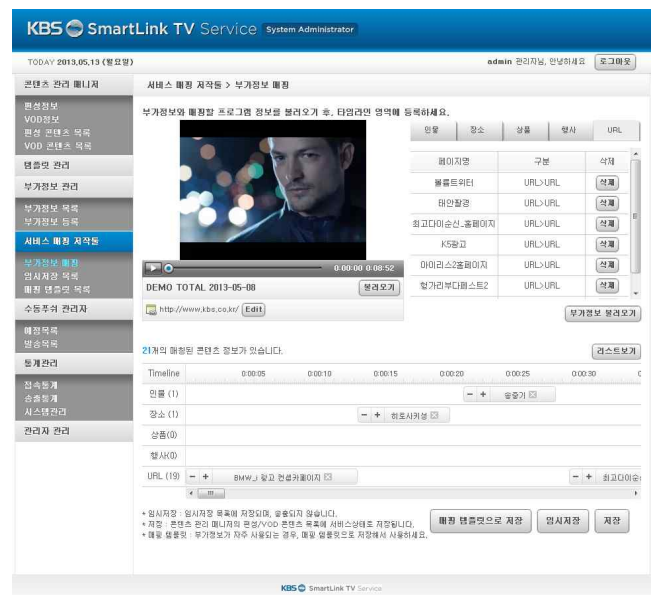 KBS SmartLink TV Service System Administrator
TODAY 2013.05.13 (월요일)
admin 관리자님, 안녕하세요 로그아웃
콘텐츠 관리 매니저
편성정보
VOD정보
편성 콘텐츠 목록
VOD 콘텐츠 목록
템플릿 관리
부가정보 관리
부가정보 목록
부가정보 등록
서비스 매핑 저작툴
부가정보 매핑
임시저장 목록
매핑 템플릿 목록
수동푸쉬 관리자
예정목록
발송목록
통계관리
접속통계
송출통계
시스템관리
관리자 관리
서비스 매핑 저작툴 > 부가정보 매핑
부가정보와 매핑할 프로그램 정보를 불러오기 후, 타임라인 영역에 등록하세요.
0:00:00 0:08:52
DEMO TOTAL 2013-05-08 불러오기
http://www.kbs.co.kr/ Edit
인물 장소 상품 행사 URL
페이지명 구분 삭제
볼륨트위터 URL>URL 삭제
태안촬영 URL>URL 삭제
최고다이순신_홈페이지 URL>URL 삭제
K5광고 URL>URL 삭제
아이리스2홈페이지 URL>URL 삭제
헝가리부다페스트2 URL>URL 삭제
부가정보 불러오기
21개의 매핑된 콘텐츠 정보가 있습니다. 리스트보기
Timeline 0:00:05 0:00:10 0:00:15 0:00:20 0:00:25 0:00:30
인물 (1) - + 송중기
장소 (1) - + 히로사키성
상품(0)
행사(0)
URL (19) - + BMW_i 광고 컨셉카페이지 - + 최고다이순
* 임시저장 : 임시저장 목록에 저장되며, 송출되지 않습니다.
* 저장 : 콘텐츠 관리 매니저의 편성/VOD 콘텐츠 목록에 서비스상태로 저장됩니다.
* 매핑 템플릿 : 부가정보가 자주 사용되는 경우, 매핑 템플릿으로 저장해서 사용하세요.
매핑 템플릿으로 저장 임시저장 저장
KBS SmartLink TV Service